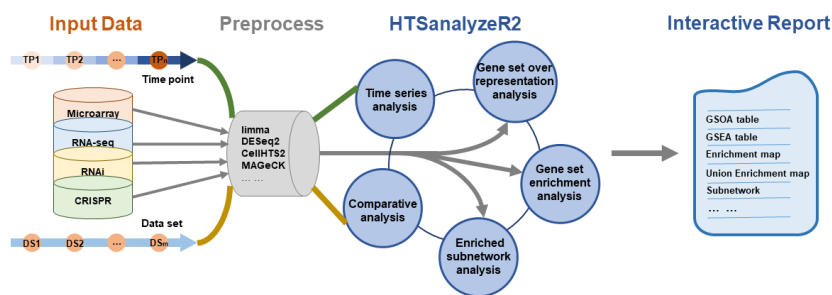 Input Data
Preprocess
HTSanalyzeR2
Interactive Report
TP1 TP2 ... TPn
Time point
Microarray
RNA-seq
RNAi
CRISPR
Data set
DS1 DS2 ... DSm
limma
DESeq2
CellHTS2
MAGeCK
... ...
Time series
analysis
Gene set over
representation
analysis
Gene set
enrichment
analysis
Enriched
subnetwork
analysis
Comparative
analysis
GSOA table
GSEA table
Enrichment map
Union Enrichment map
Subnetwork
... ...